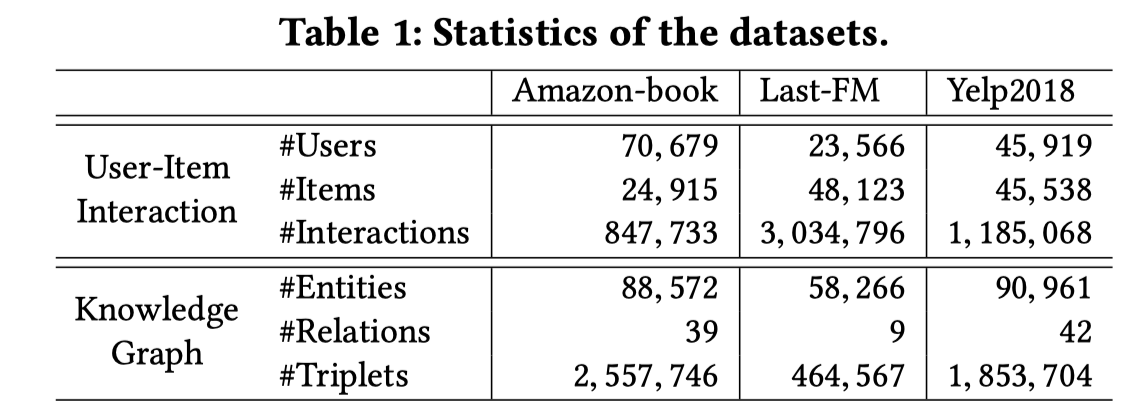 Table 1: Statistics of the datasets.
Amazon-book Last-FM Yelp2018
User-Item Interaction
#Users 70, 679 23, 566 45, 919
#Items 24, 915 48, 123 45, 538
#Interactions 847, 733 3, 034, 796 1, 185, 068
Knowledge Graph
#Entities 88, 572 58, 266 90, 961
#Relations 39 9 42
#Triplets 2, 557, 746 464, 567 1, 853, 704